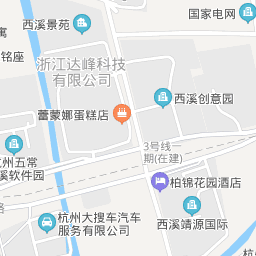 西溪景苑
国家电网
寓
铭座
浙江达峰科技
有限公司
西溪创意园
蕾蒙娜蛋糕店
3号线一
期(在建)
杭州五常
溪软件园
柏锦花园酒店
路
杭州大搜车汽车
服务有限公司
西溪靖源国际